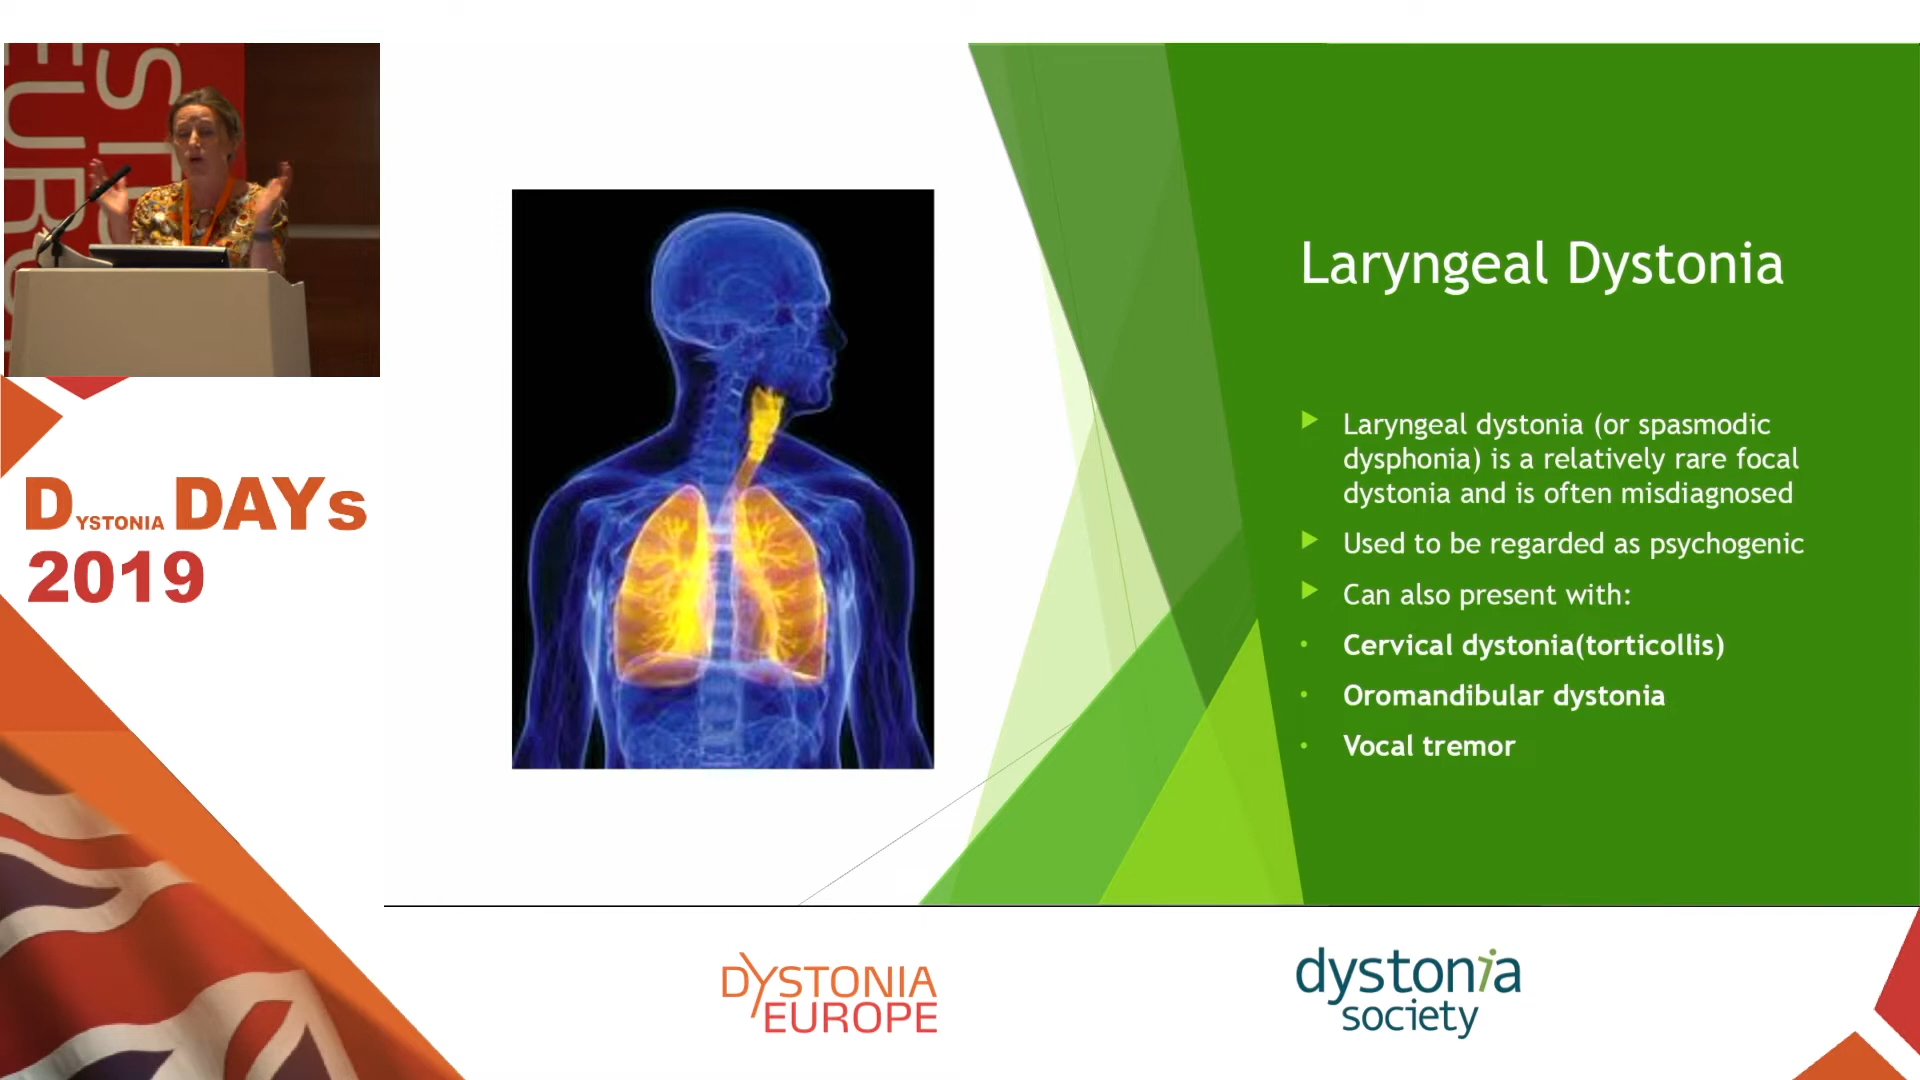 DYSTONIA DAYs
2019
Laryngeal Dystonia
Laryngeal dystonia (or spasmodic
dysphonia) is a relatively rare focal
dystonia and is often misdiagnosed
Used to be regarded as psychogenic
Can also present with:
Cervical dystonia(torticollis)
Oromandibular dystonia
Vocal tremor
DYSTONIA
EUROPE
dystonia
society